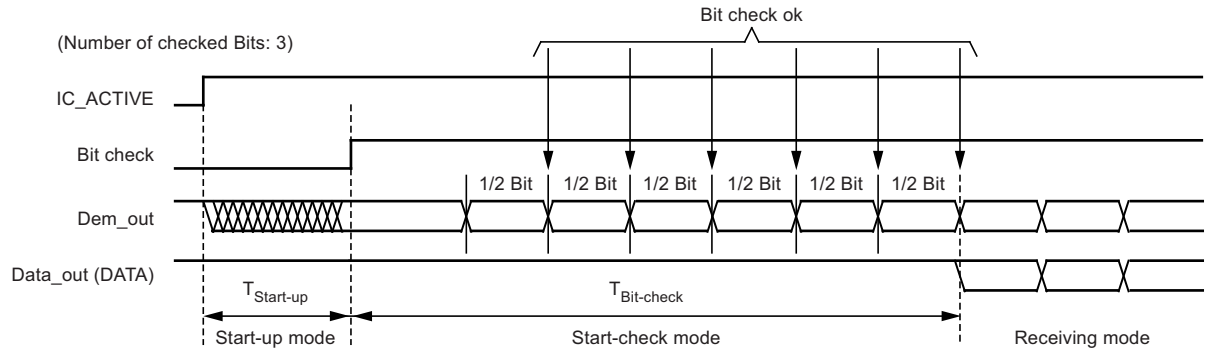 Bit check ok
(Number of checked Bits: 3)
IC_ACTIVE
Bit check
1/2 Bit 1/2 Bit 1/2 Bit 1/2 Bit 1/2 Bit 1/2 Bit
Dem_out
Data_out (DATA)
TStart-up TBit-check
Start-up mode Start-check mode Receiving mode